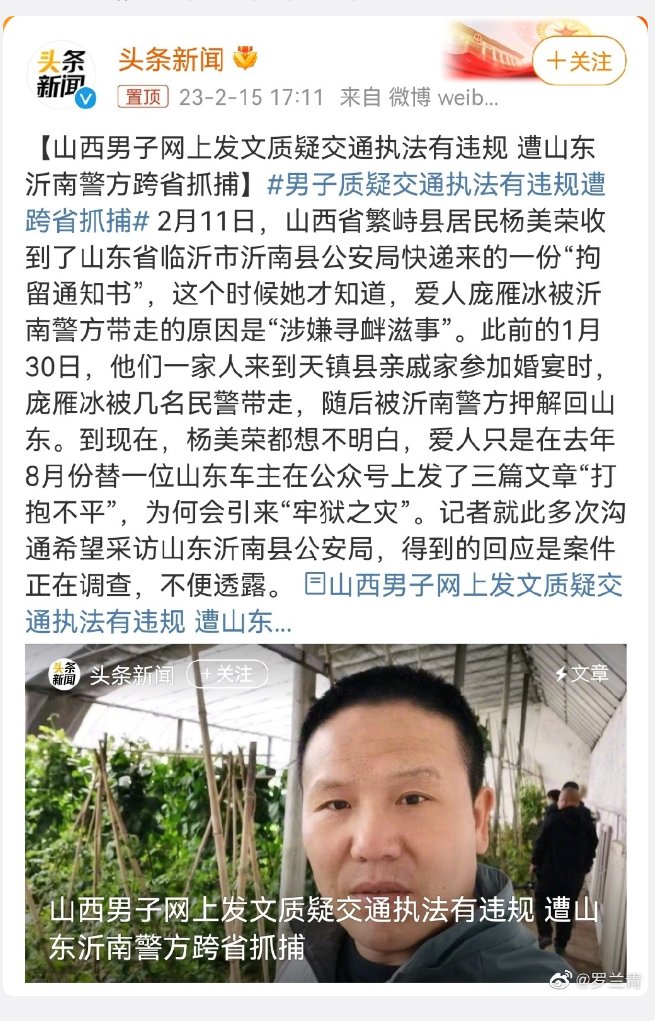 头条新闻
+关注
头条
新闻
置顶 23-2-15 17:11 来自 微博 weib...
【山西男子网上发文质疑交通执法有违规 遭山东
沂南警方跨省抓捕】#男子质疑交通执法有违规遭
跨省抓捕# 2月11日，山西省繁峙县居民杨美荣收
到了山东省临沂市沂南县公安局快递来的一份“拘
留通知书”，这个时候她才知道，爱人庞雁冰被沂
南警方带走的原因是“涉嫌寻衅滋事”。此前的1月
30日，他们一家人来到天镇县亲戚家参加婚宴时，
庞雁冰被几名民警带走，随后被沂南警方押解回山
东。到现在，杨美荣都想不明白，爱人只是在去年
8月份替一位山东车主在公众号上发了三篇文章“打
抱不平”，为何会引来“牢狱之灾”。记者就此多次沟
通希望采访山东沂南县公安局，得到的回应是案件
正在调查，不便透露。 山西男子网上发文质疑交
通执法有违规 遭山东...
头条
新闻
头条新闻 +关注 文章
山西男子网上发文质疑交通执法有违规 遭山
东沂南警方跨省抓捕
@罗兰青